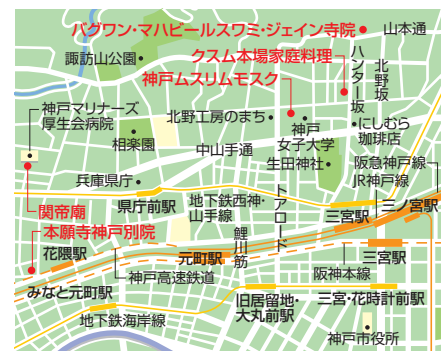 バグワン・マハビールスワミ・ジェイン寺院
山本通
諏訪山公園
クスム本場家庭料理
ハンター坂
北野坂
神戸ムスリムモスク
神戸マリナーズ
厚生会病院
北野工房のまち
神戸
女子大学
にしむら
珈琲店
相楽園
中山手通
生田神社
阪急神戸線
JR神戸線
兵庫県庁
地下鉄西神・
山手線
トアロード
三ノ宮駅
関帝廟
県庁前駅
三宮駅
本願寺神戸別院
花隈駅
元町駅
鯉川筋
三宮駅
神戸高速鉄道
阪神本線
みなと元町駅
旧居留地・
大丸前駅
三宮・花時計前駅
地下鉄海岸線
神戸市役所